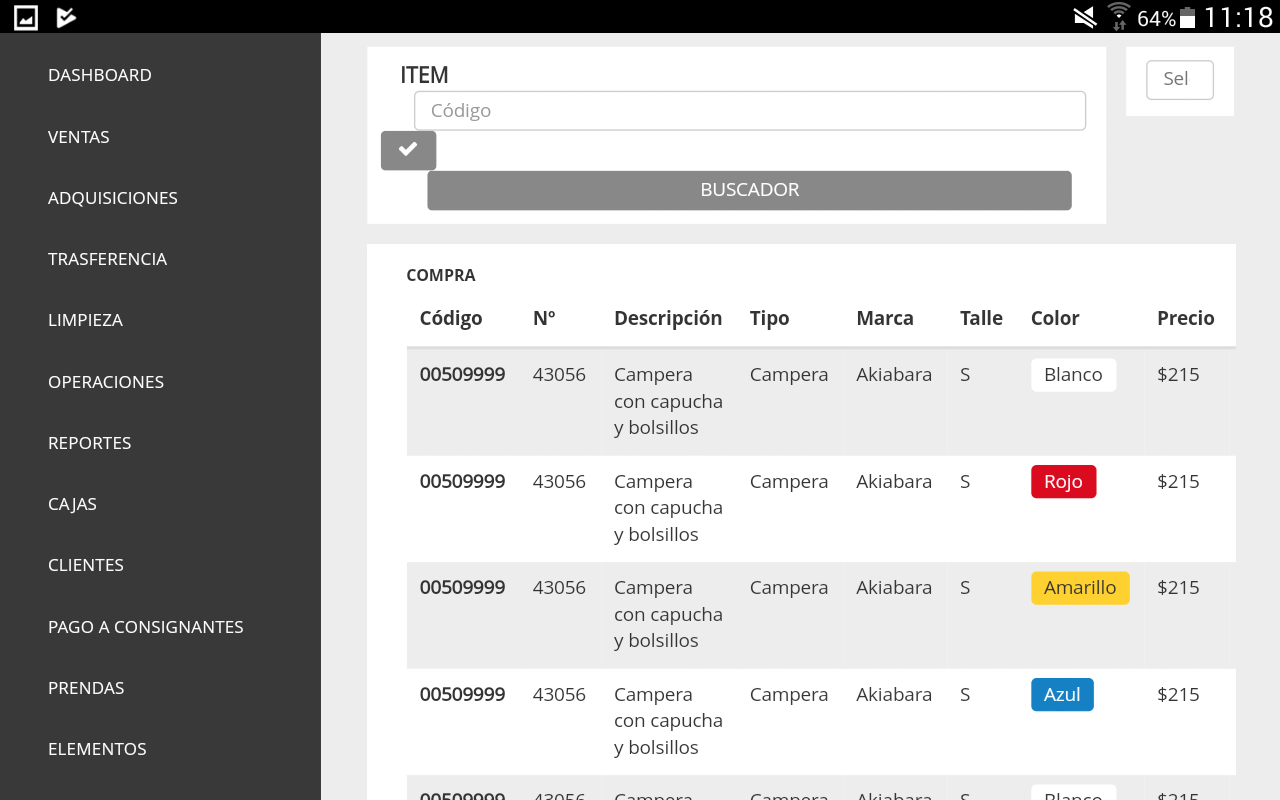 64% 11:18
DASHBOARD
VENTAS
ADQUISICIONES
TRASFERENCIA
LIMPIEZA
OPERACIONES
REPORTES
CAJAS
CLIENTES
PAGO A CONSIGNANTES
PRENDAS
ELEMENTOS
ITEM
Código
BUSCADOR
Sel
COMPRA
Código Nº Descripción Tipo Marca Talle Color Precio
00509999 43056 Campera Campera Akiabara S Blanco $215
con capucha
y bolsillos
00509999 43056 Campera Campera Akiabara S Rojo $215
con capucha
y bolsillos
00509999 43056 Campera Campera Akiabara S Amarillo $215
con capucha
y bolsillos
00509999 43056 Campera Campera Akiabara S Azul $215
con capucha
y bolsillos
00509999 43056 Campera Campera Akiabara S Blanco $215